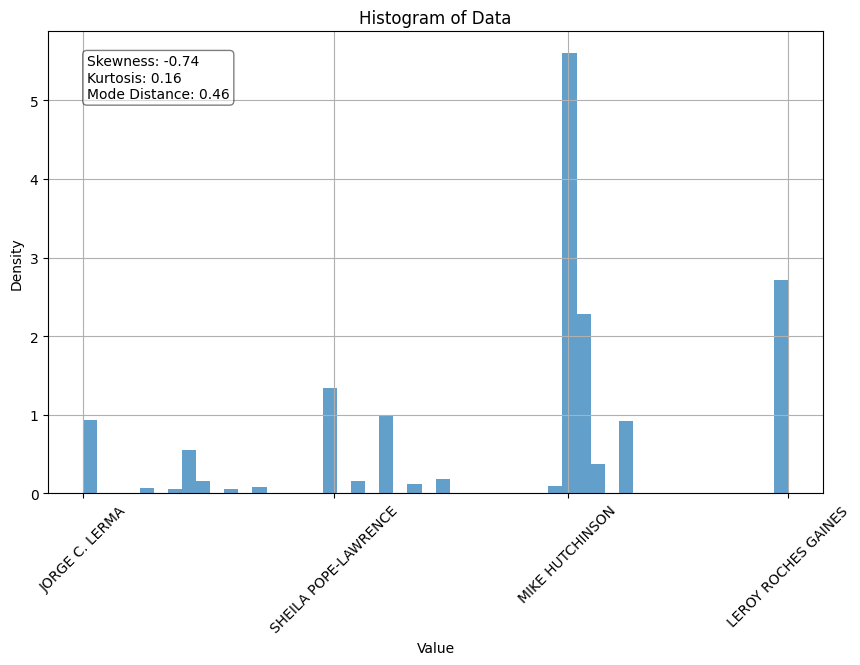 Histogram of Data
Skewness: -0.74
Kurtosis: 0.16
Mode Distance: 0.46
5
4
3
2
1
0
Density
JORGE C. LERMA
SHEILA POPE-LAWRENCE
MIKE HUTCHINSON
LEROY ROCHES GAINES
Value